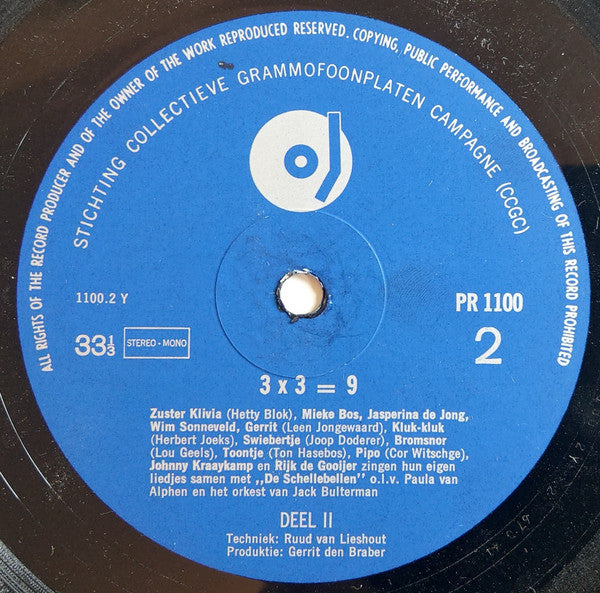 ALL RIGHTS OF THE RECORD PRODUCER AND OF THE OWNER OF THE WORK REPRODUCED RESERVED. COPYING, PUBLIC PERFORMANCE AND BROADCASTING OF THIS RECORD PROHIBITED
STICHTING COLLECTIEVE GRAMMOFOONPLATEN CAMPAGNE (CCGC)
1100.2 Y
PR 1100
33⅓
STEREO - MONO
2
3 x 3 = 9
Zuster Klivia (Hetty Blok), Mieke Bos, Jasperina de Jong,
Wim Sonneveld, Gerrit (Leen Jongewaard), Kluk-kluk
(Herbert Joeks), Swiebertje (Joop Doderer), Bromsnor
(Lou Geels), Toontje (Ton Hasebos), Pipo (Cor Witschge),
Johnny Kraaykamp en Rijk de Gooijer zingen hun eigen
liedjes samen met ,,De Schellebellen" o.l.v. Paula van
Alphen en het orkest van Jack Bulterman
DEEL II
Techniek: Ruud van Lieshout
Produktie: Gerrit den Braber